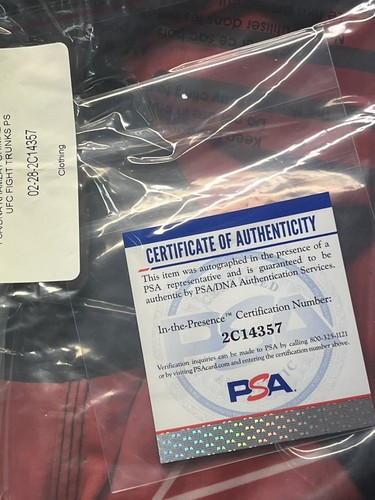 UFC FIGHT TRUNKS PS
02-28-2C14357
Clothing
CERTIFICATE OF AUTHENTICITY
This item was autographed in the presence of a
PSA representative and is guaranteed to be
authentic by PSA/DNA Authentication Services.
In-the-Presence™ Certification Number:
2C14357
Verification inquiries can be made to PSA by calling 800-325-1121
or by visiting PSAcard.com and entering the certification number above.
PSA